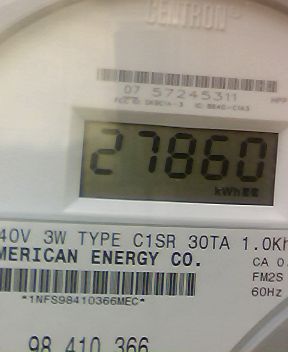 CENTRON®
07 57245311
27860
kWh
40V 3W TYPE C1SR 30TA 1.0Kh
MERICAN ENERGY CO.
CA 0.
FM2S
*1NFS98410366MEC*
60Hz
98 410 366